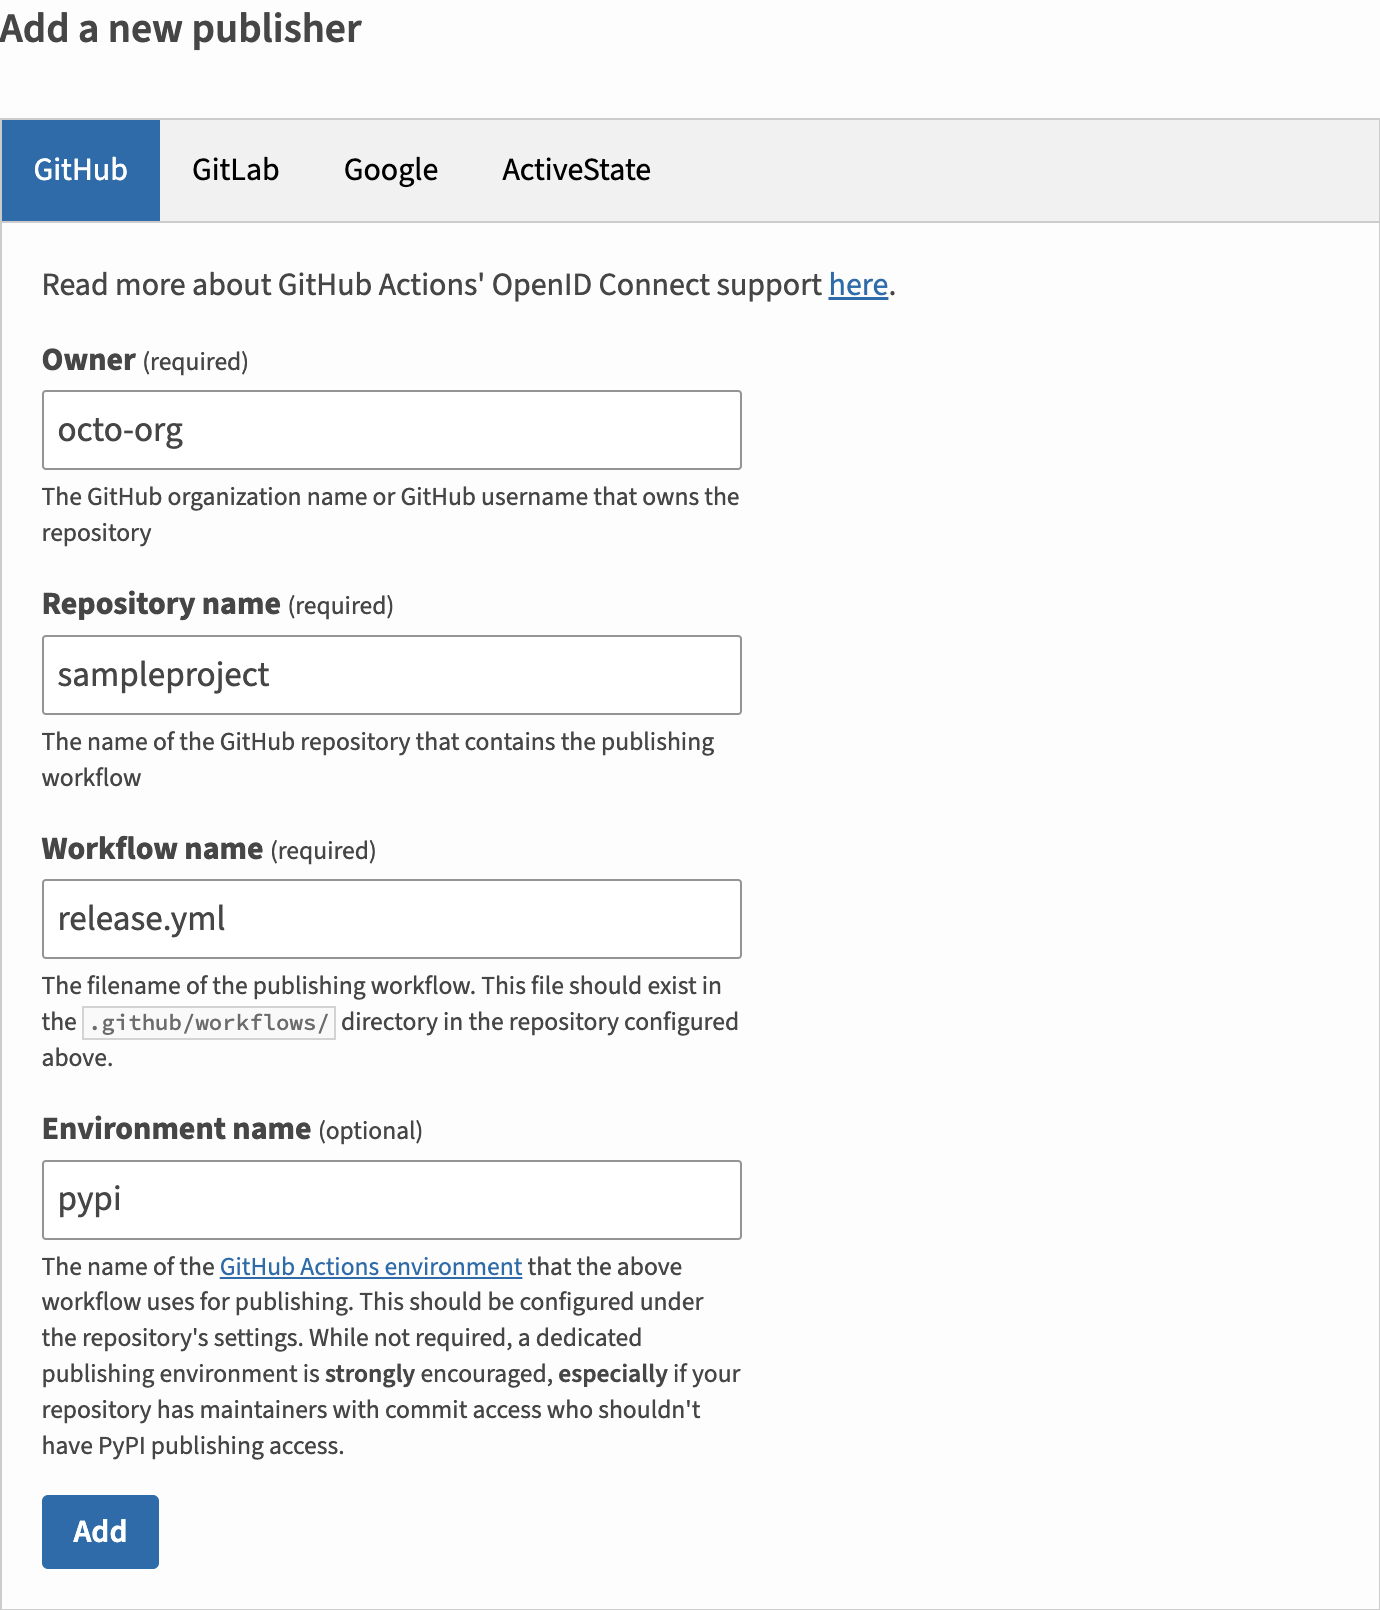 Add a new publisher
GitHub GitLab Google ActiveState
Read more about GitHub Actions' OpenID Connect support here.
Owner (required)
octo-org
The GitHub organization name or GitHub username that owns the
repository
Repository name (required)
sampleproject
The name of the GitHub repository that contains the publishing
workflow
Workflow name (required)
release.yml
The filename of the publishing workflow. This file should exist in
the .github/workflows/ directory in the repository configured
above.
Environment name (optional)
pypi
The name of the GitHub Actions environment that the above
workflow uses for publishing. This should be configured under
the repository's settings. While not required, a dedicated
publishing environment is strongly encouraged, especially if your
repository has maintainers with commit access who shouldn't
have PyPI publishing access.
Add